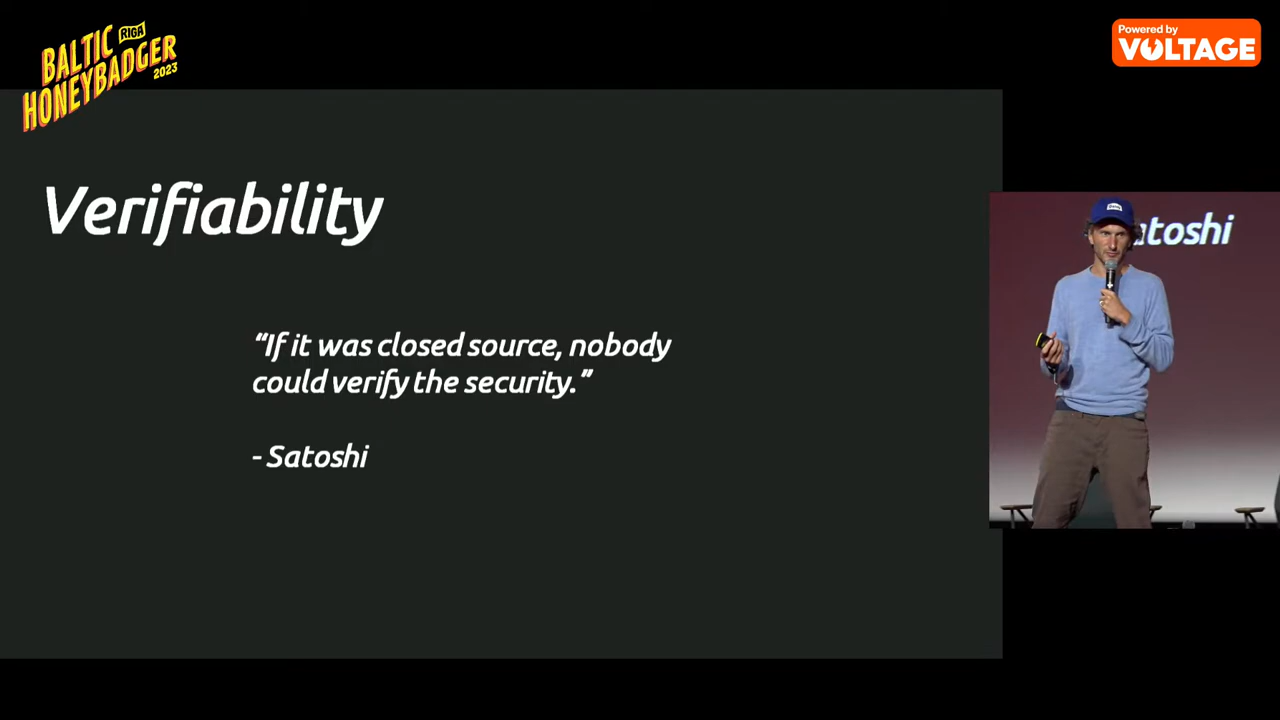 BALTIC
RIGA
HONEYBADGER
2023
Powered by
VOLTAGE
Verifiability
“If it was closed source, nobody
could verify the security.”
- Satoshi
atoshi